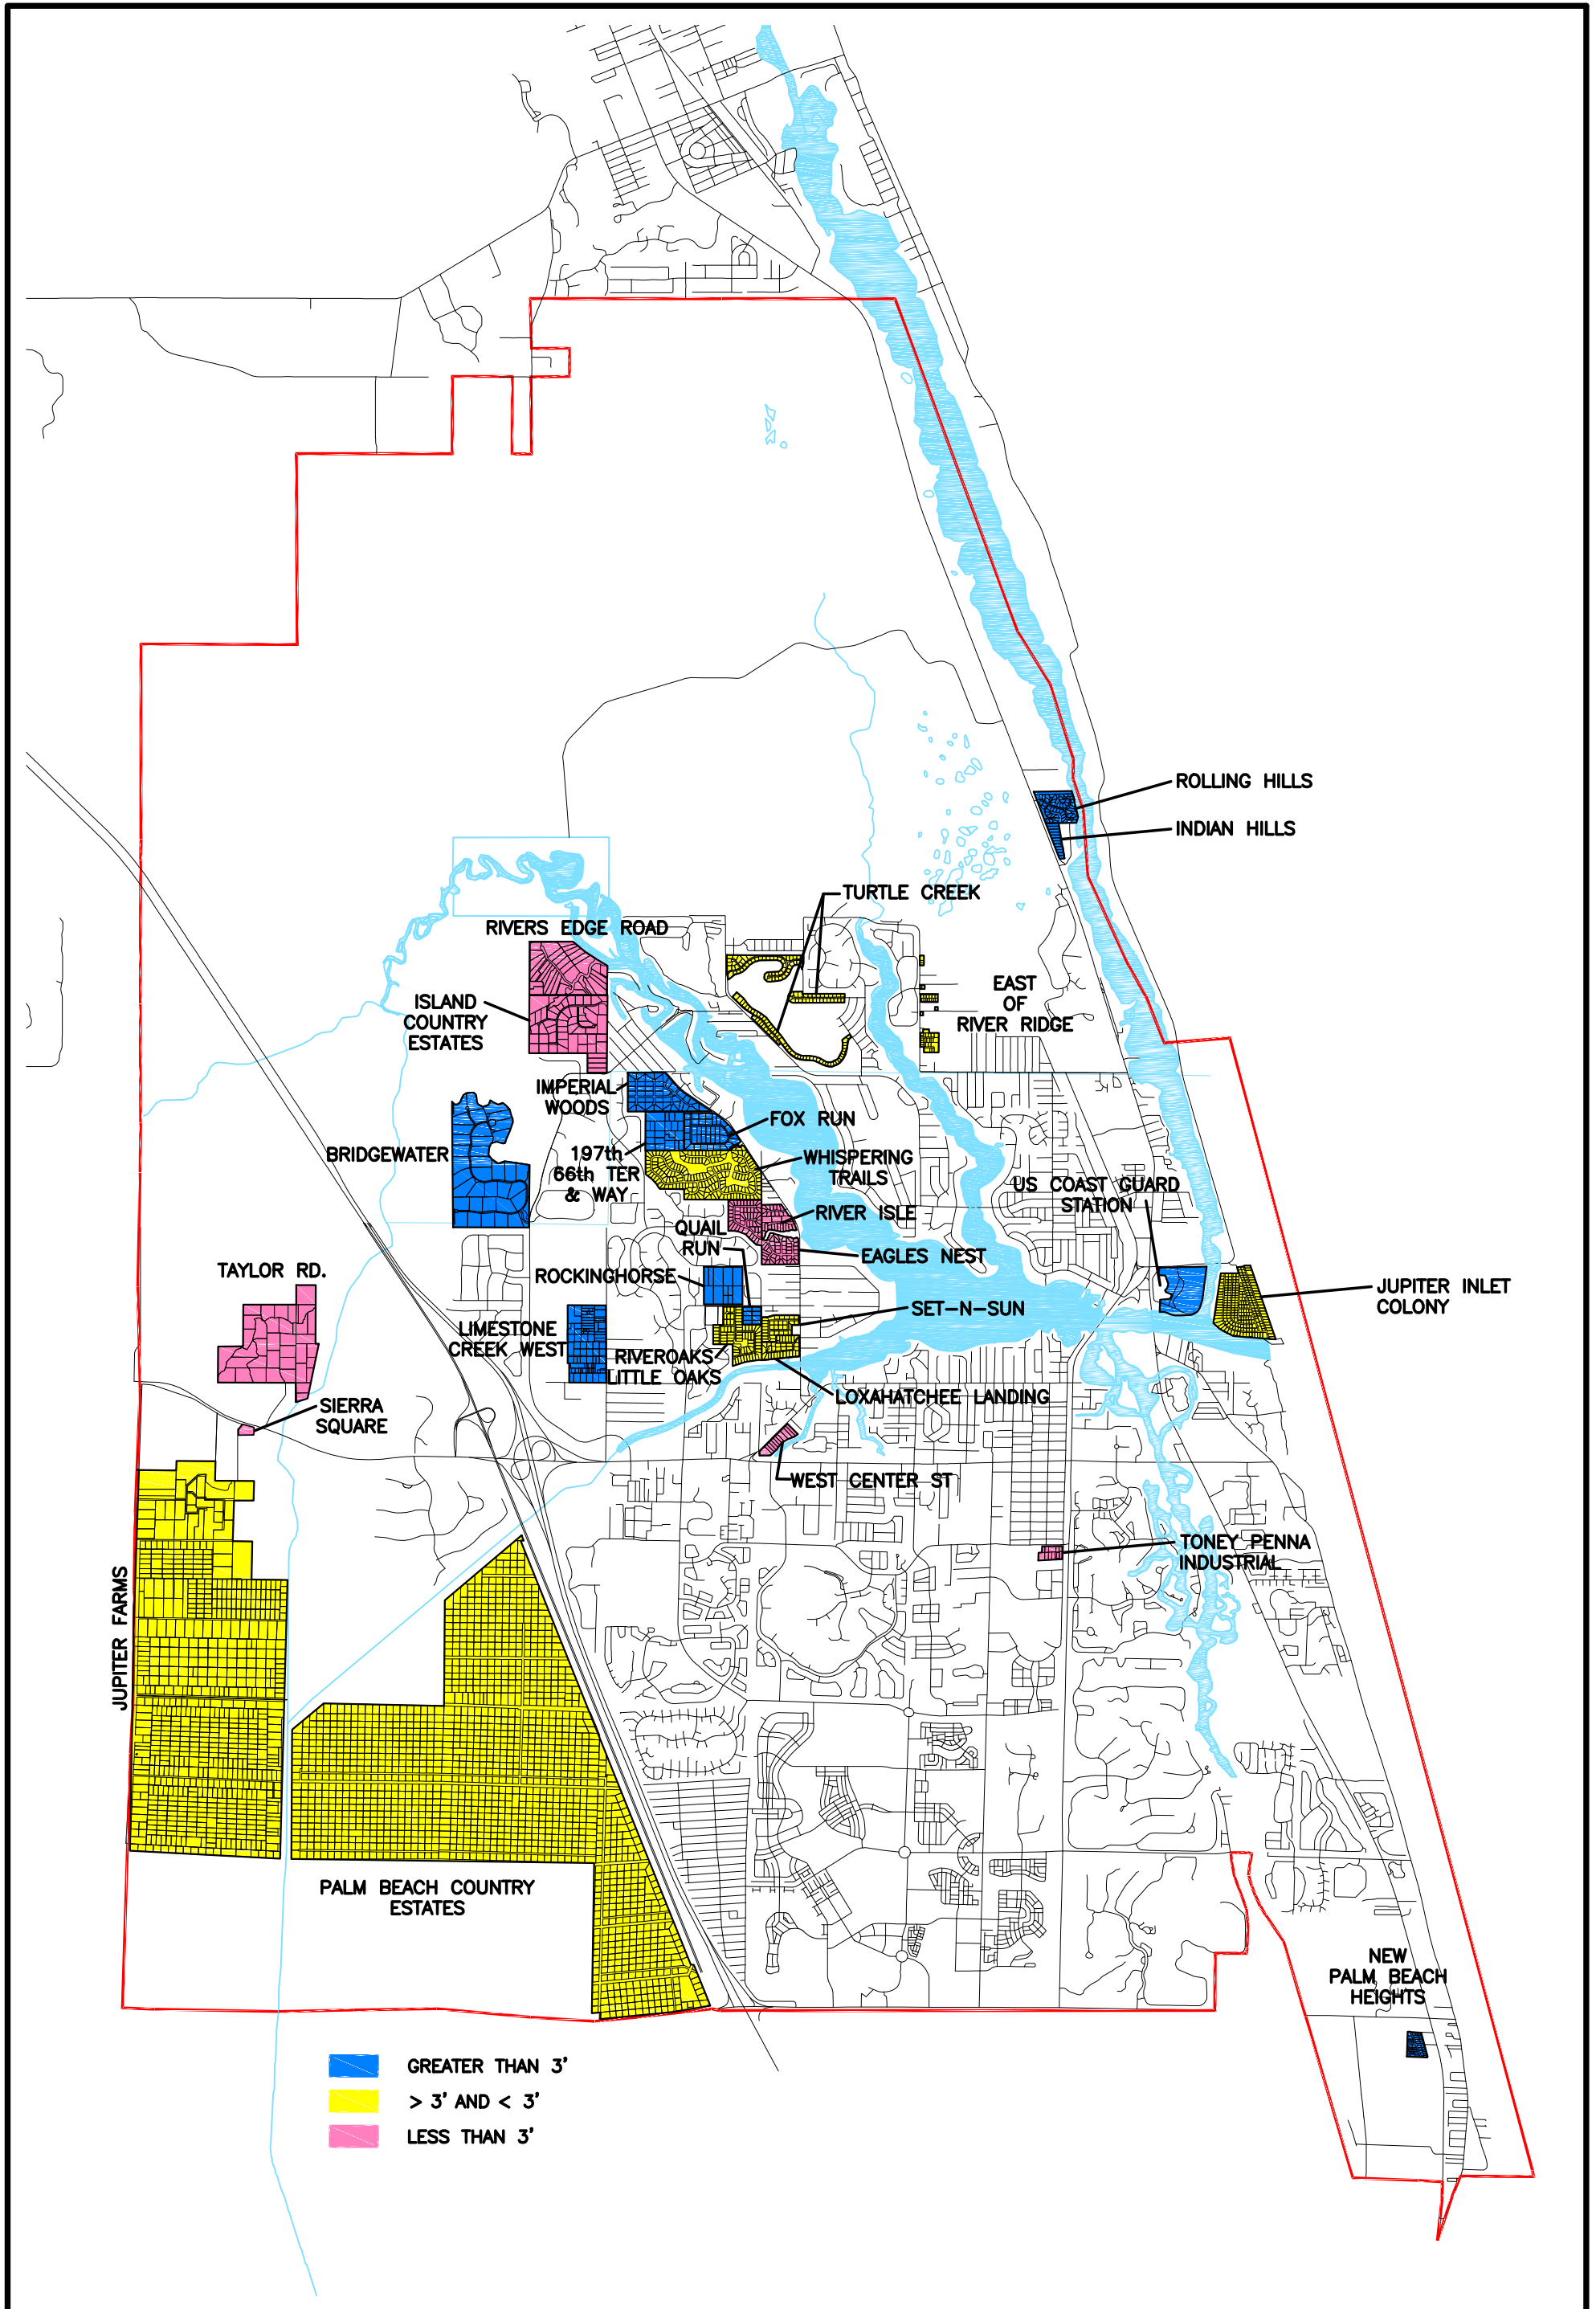 ROLLING HILLS
INDIAN HILLS
TURTLE CREEK
RIVERS EDGE ROAD
EAST
OF
RIVER RIDGE
ISLAND
COUNTRY
ESTATES
IMPERIAL
WOODS
FOX RUN
BRIDGEWATER
197th
66th TER
& WAY
WHISPERING
TRAILS
US COAST GUARD
STATION
RIVER ISLE
QUAIL
RUN
EAGLES NEST
TAYLOR RD.
ROCKINGHORSE
JUPITER INLET
COLONY
SET-N-SUN
LIMESTONE
CREEK WEST
RIVEROAKS
LITTLE OAKS
LOXAHATCHEE LANDING
SIERRA
SQUARE
WEST CENTER ST
TONEY PENNA
INDUSTRIAL
JUPITER FARMS
PALM BEACH COUNTRY
ESTATES
NEW
PALM BEACH
HEIGHTS
GREATER THAN 3'
> 3' AND < 3'
LESS THAN 3'